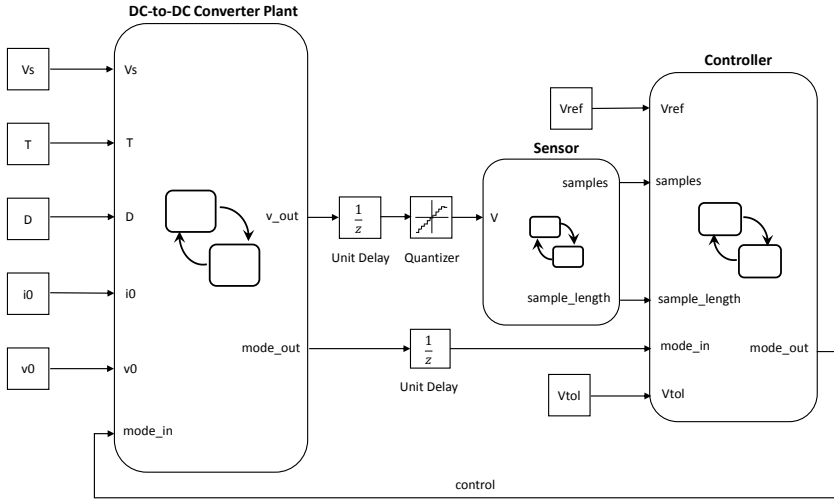 DC-to-DC Converter Plant
Controller
Sensor
Vs
Vs
T
T
D
D
i0
i0
v0
v0
mode_in
v_out
mode_out
1
z
Unit Delay
Quantizer
1
z
Unit Delay
V
samples
sample_length
Vref
Vref
samples
sample_length
mode_in
mode_out
Vtol
Vtol
control